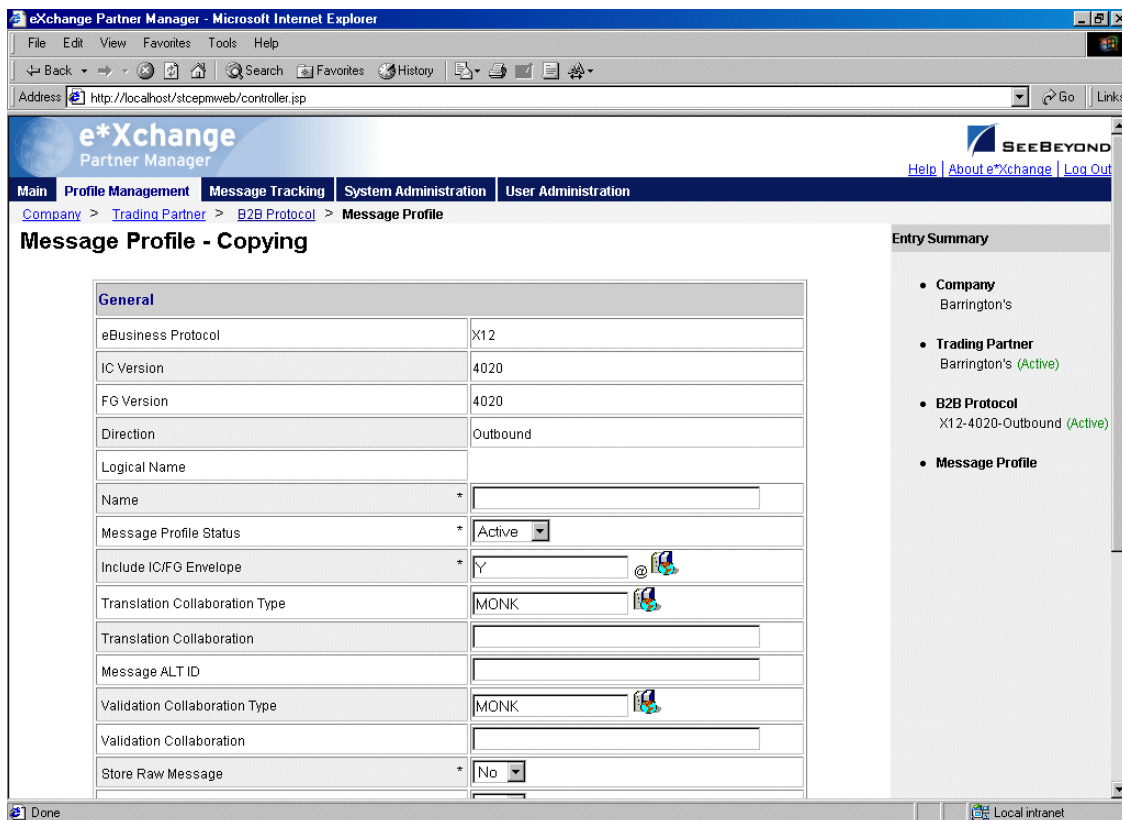 eXchange Partner Manager - Microsoft Internet Explorer
File Edit View Favorites Tools Help
Back Search Favorites History
Address http://localhost/stcepmweb/controller.jsp Go Links
e*Xchange
Partner Manager
SEEBEYOND
Help | About e*Xchange | Log Out
Main Profile Management Message Tracking System Administration User Administration
Company > Trading Partner > B2B Protocol > Message Profile
Message Profile - Copying
General
eBusiness Protocol X12
IC Version 4020
FG Version 4020
Direction Outbound
Logical Name
Name *
Message Profile Status * Active
Include IC/FG Envelope * Y @
Translation Collaboration Type MONK
Translation Collaboration
Message ALT ID
Validation Collaboration Type MONK
Validation Collaboration
Store Raw Message * No
Entry Summary
• Company
Barrington's
• Trading Partner
Barrington's (Active)
• B2B Protocol
X12-4020-Outbound (Active)
• Message Profile
Done Local intranet